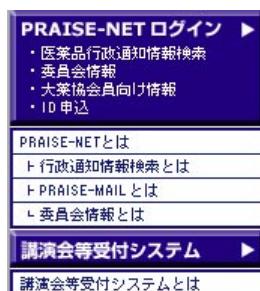 PRAISE-NET ログイン ▶
・医薬品行政通知情報検索
・委員会情報
・大薬協会員向け情報
・ID申込
PRAISE-NETとは
┣ 行政通知情報検索とは
┣ PRAISE-MAILとは
┗ 委員会情報とは
講演会等受付システム ▶
講演会等受付システムとは